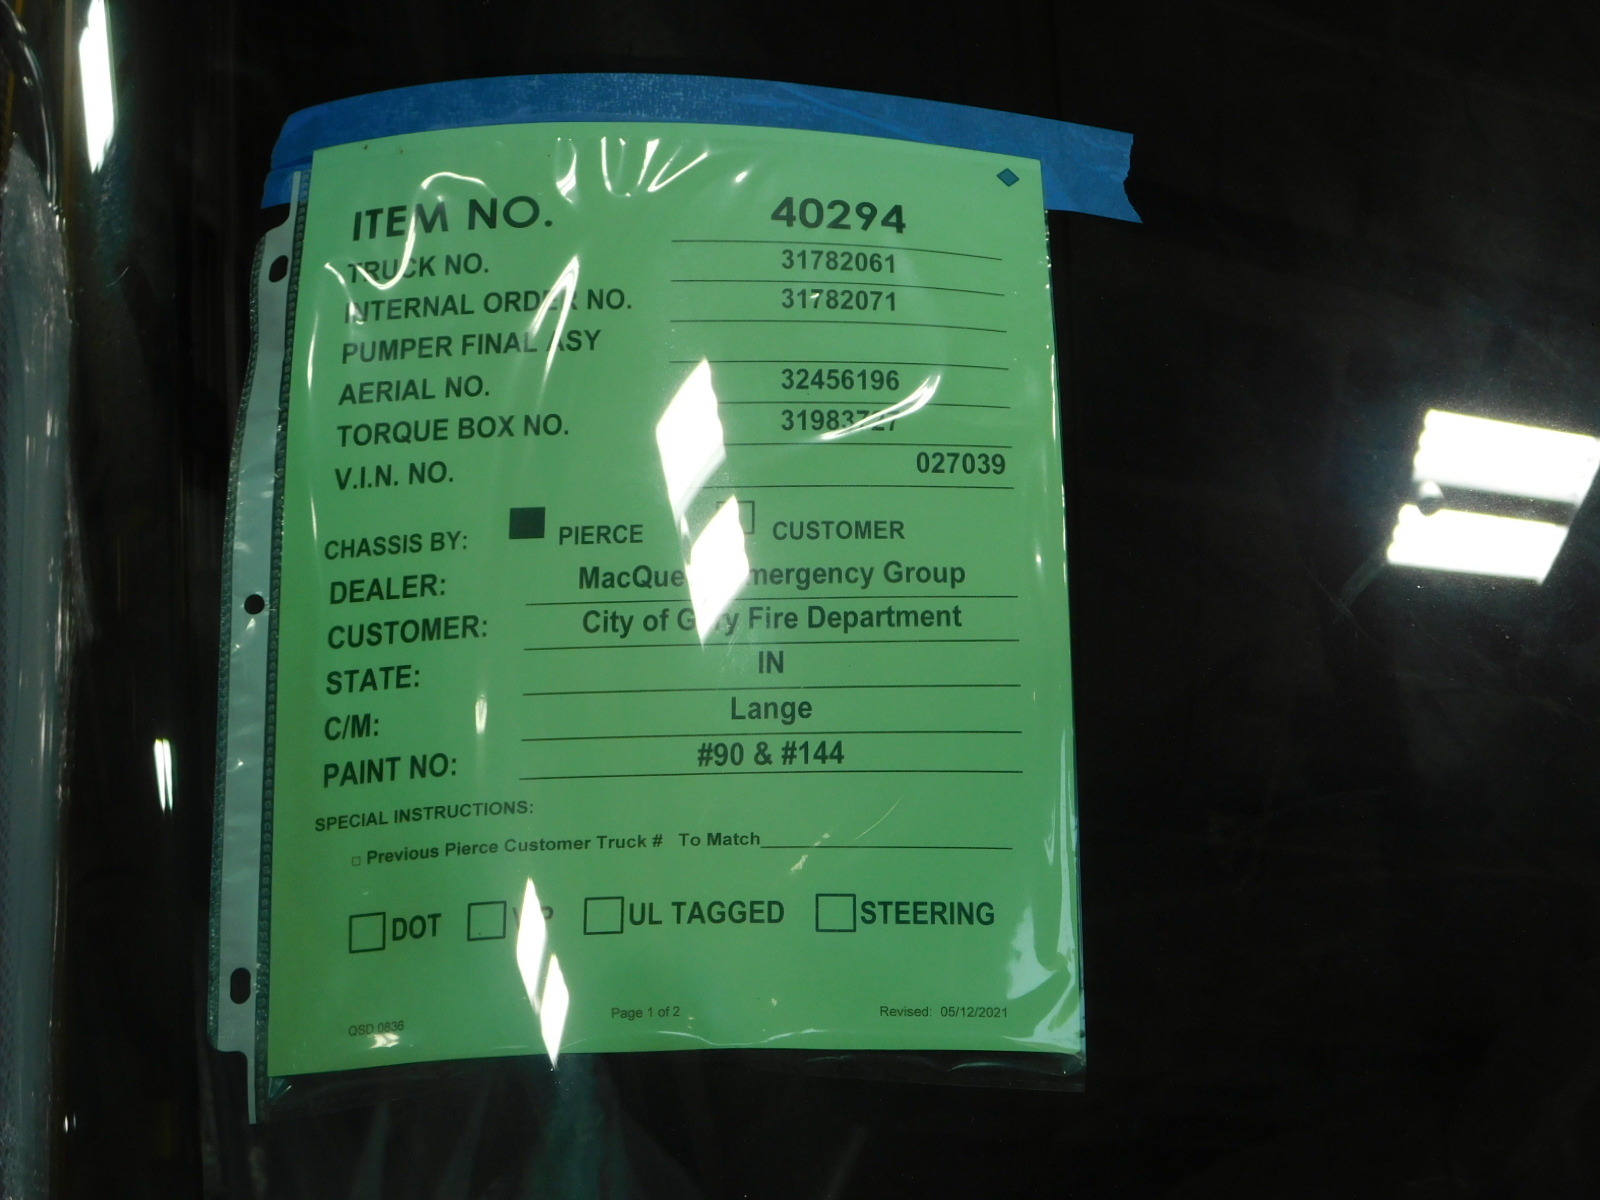 ITEM NO. 40294
TRUCK NO. 31782061
INTERNAL ORDER NO. 31782071
PUMPER FINAL ASY
AERIAL NO. 32456196
TORQUE BOX NO.
V.I.N. NO. 027039
CHASSIS BY: PIERCE CUSTOMER
DEALER: Group
CUSTOMER: City of Fire Department
STATE: IN
C/M: Lange
PAINT NO: #90 & #144
SPECIAL INSTRUCTIONS:
Previous Pierce Customer Truck # To Match
DOT UL TAGGED STEERING
QSD 0836 Page 1 of 2 Revised: 05/12/2021